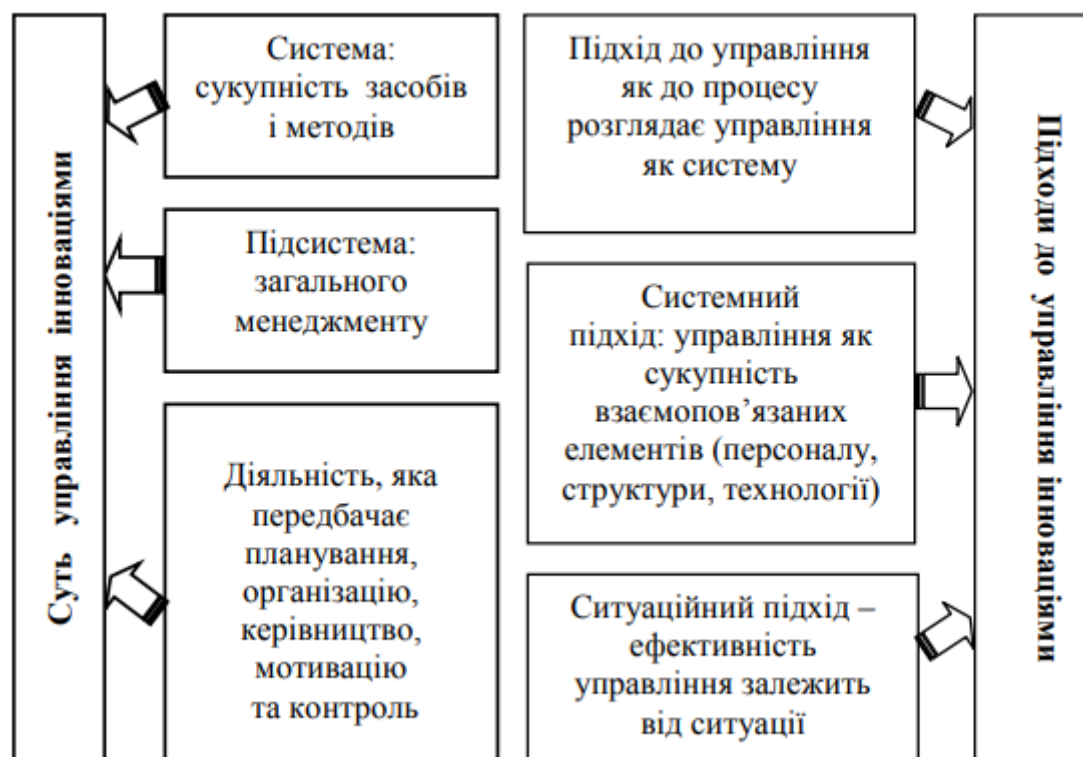 Суть управління інноваціями
Система:
сукупність засобів
і методів
Підсистема:
загального
менеджменту
Діяльність, яка
передбачає
планування,
організацію,
керівництво,
мотивацію
та контроль
Підхід до управління
як до процесу
розглядає управління
як систему
Системний
підхід: управління як
сукупність
взаємопов’язаних
елементів (персоналу,
структури, технології)
Ситуаційний підхід –
ефективність
управління залежить
від ситуації
Підходи до управління інноваціями